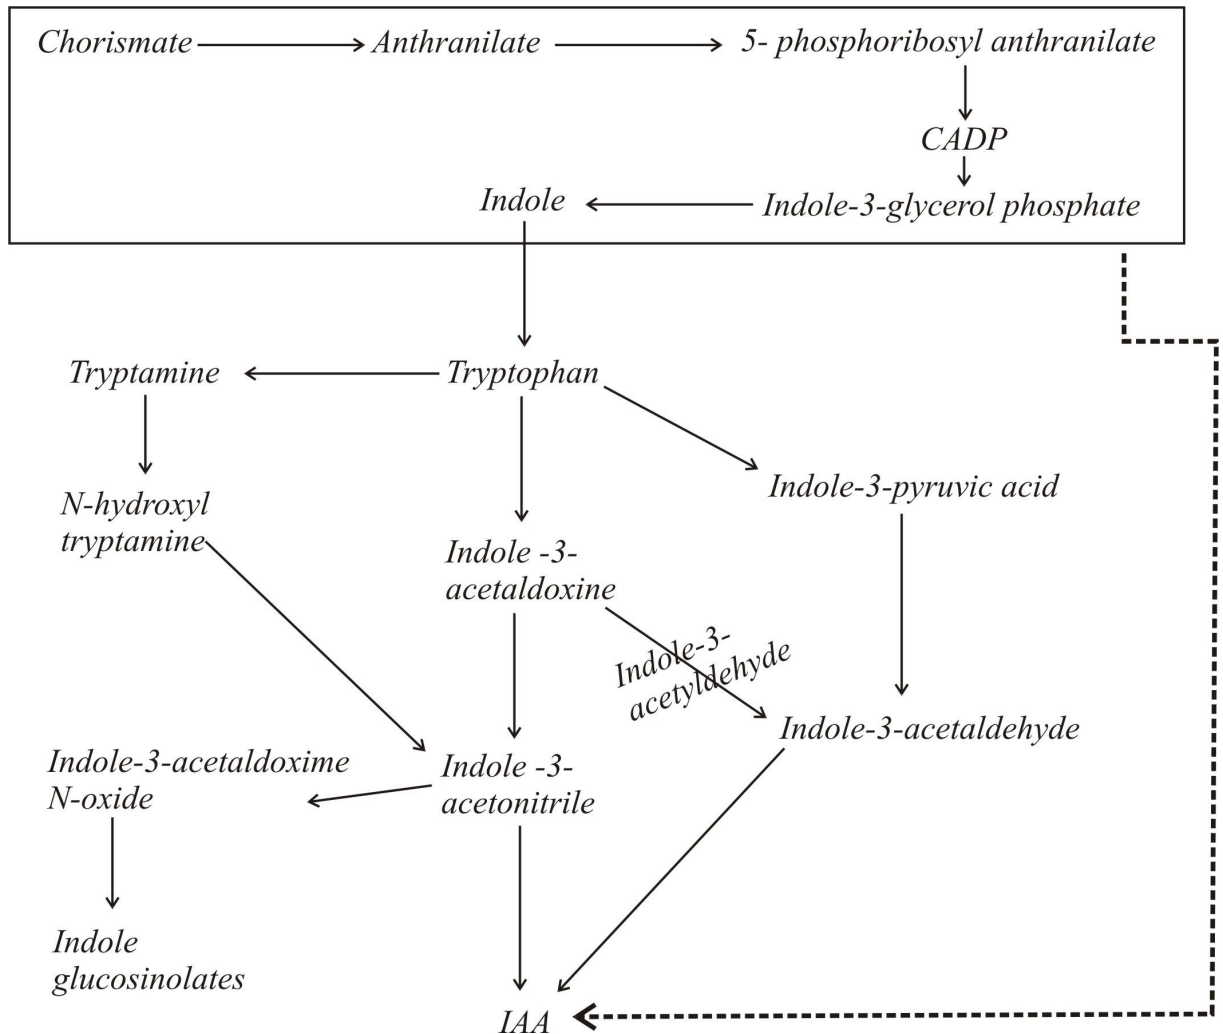 Chorismate
Anthranilate
5- phosphoribosyl anthranilate
CADP
Indole
Indole-3-glycerol phosphate
Tryptamine
Tryptophan
Indole-3-pyruvic acid
N-hydroxyl
tryptamine
Indole -3-
acetaldoxine
Indole-3-
acetyldehyde
Indole-3-acetaldehyde
Indole-3-acetaldoxime
N-oxide
Indole -3-
acetonitrile
Indole
glucosinolates
IAA